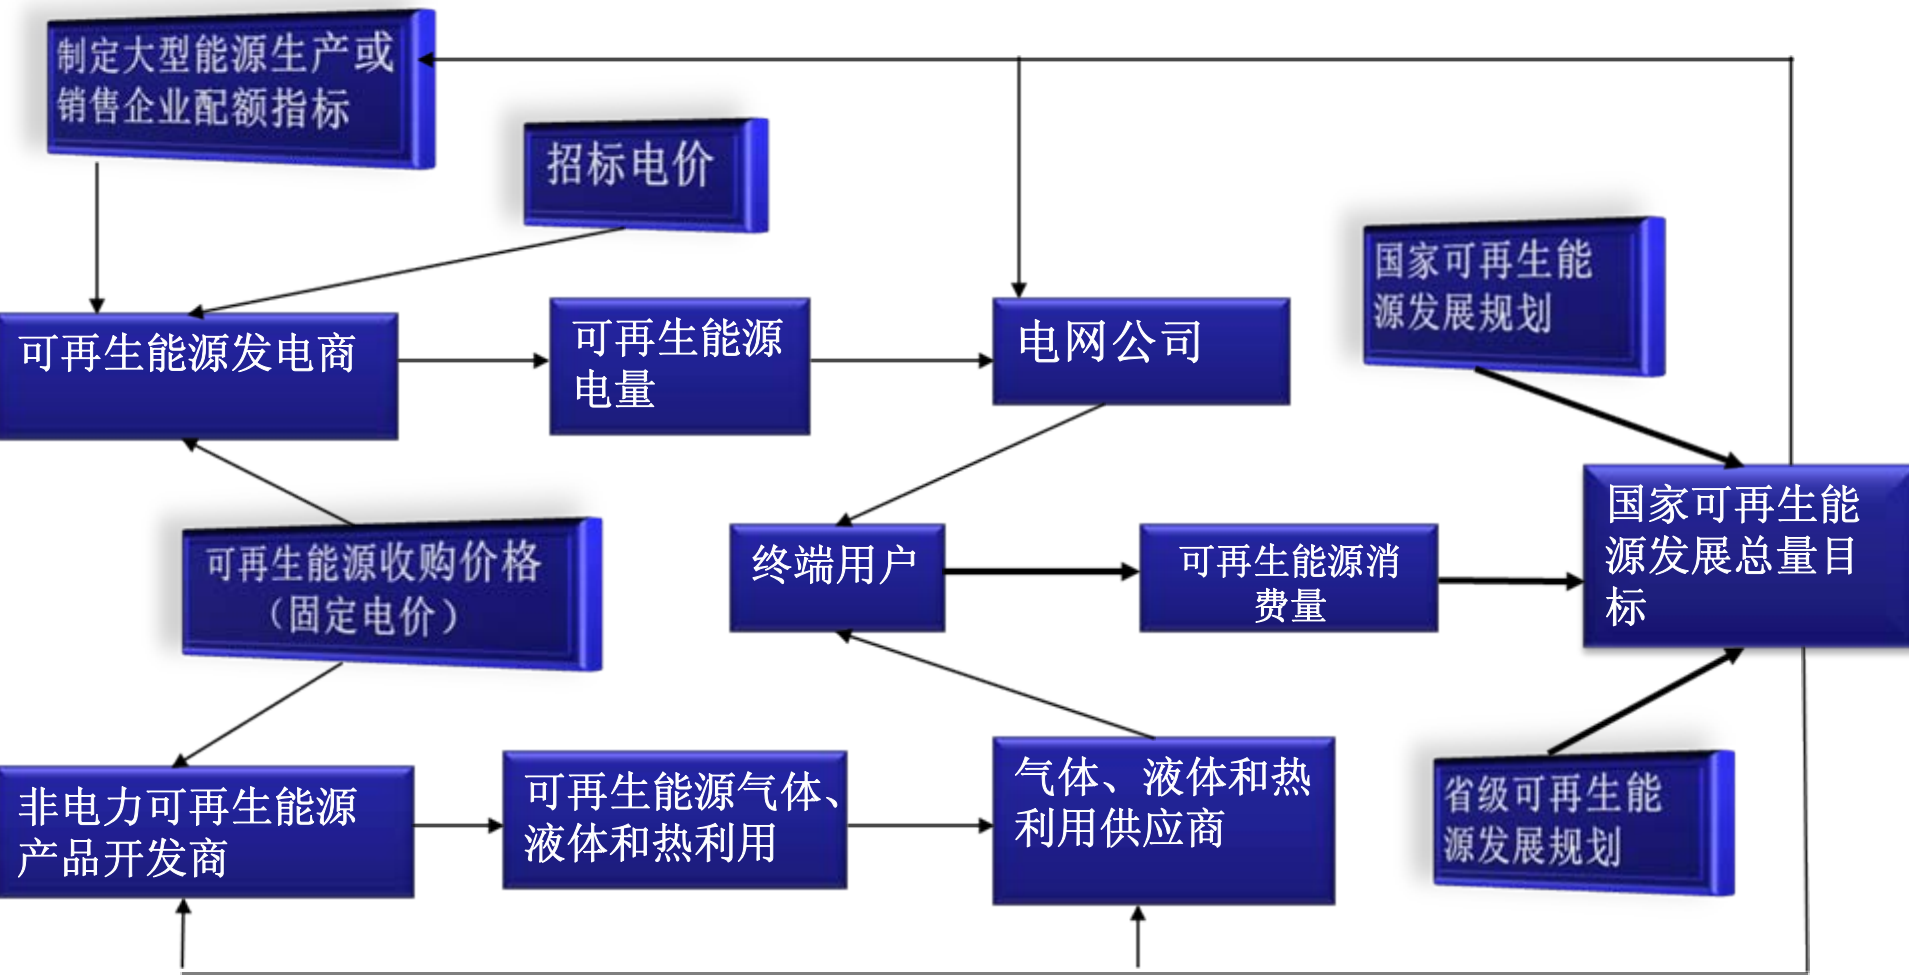 制定大型能源生产或
销售企业配额指标
招标电价
国家可再生能
源发展规划
可再生能源发电商
可再生能源
电量
电网公司
国家可再生能
源发展总量目
标
可再生能源收购价格
（固定电价）
终端用户
可再生能源消
费量
非电力可再生能源
产品开发商
可再生能源气体、
液体和热利用
气体、液体和热
利用供应商
省级可再生能
源发展规划